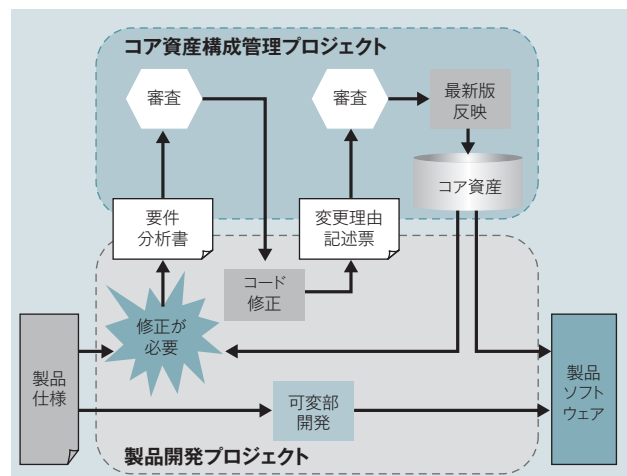 コア資産構成管理プロジェクト
審査
審査
最新版
反映
コア資産
要件
分析書
変更理由
記述票
コード
修正
修正が
必要
製品
仕様
可変部
開発
製品
ソフト
ウェア
製品開発プロジェクト